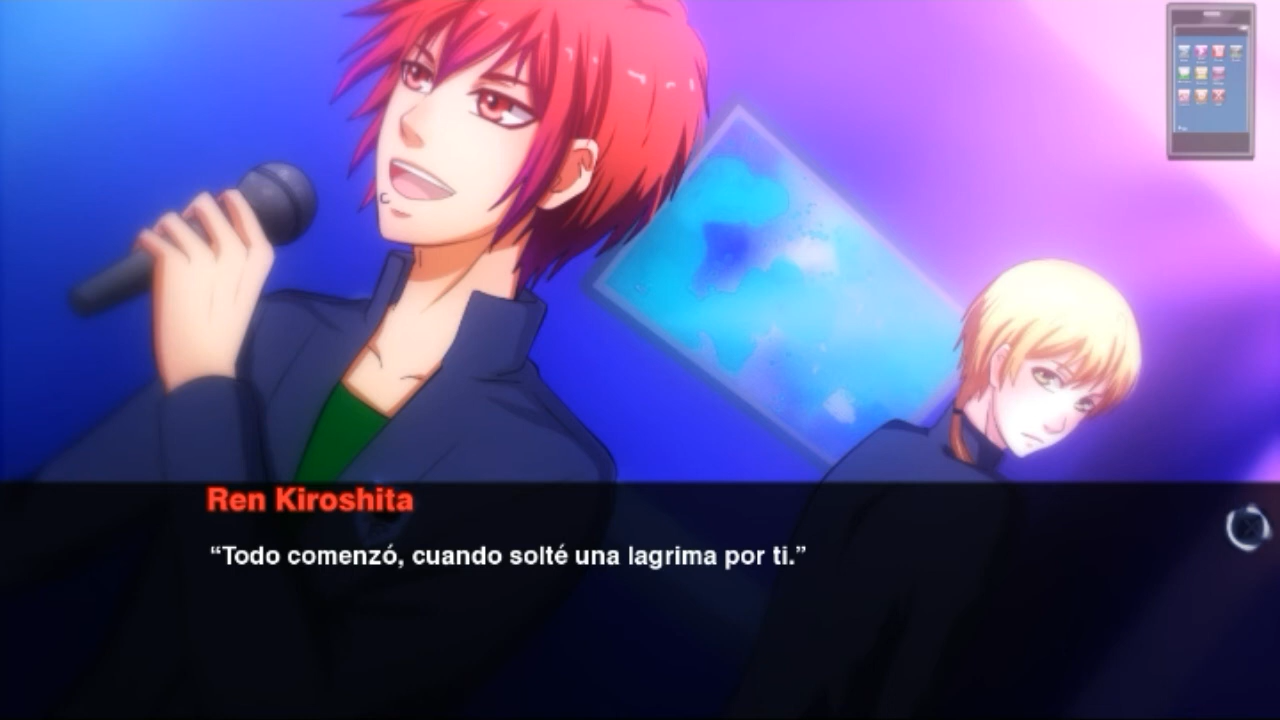 Ren Kiroshita
“Todo comenzó, cuando solté una lagrima por ti.”